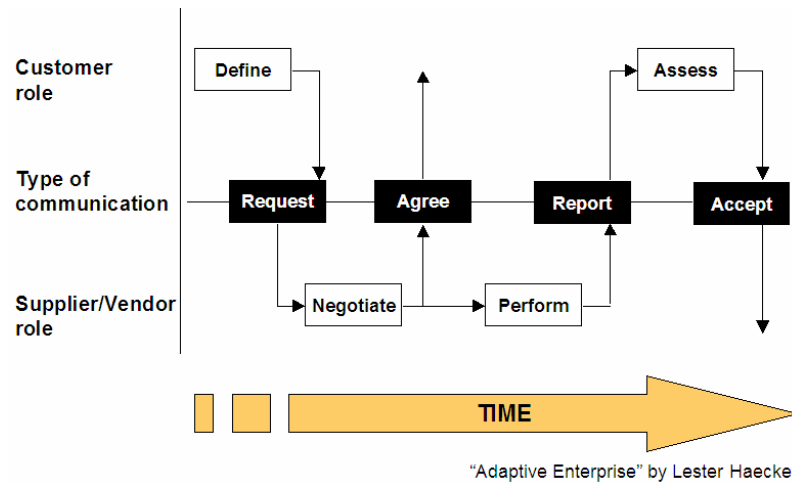 Customer
role
Define
Assess
Type of
communication
Request
Agree
Report
Accept
Supplier/Vendor
role
Negotiate
Perform
TIME
“Adaptive Enterprise” by Lester Haecke